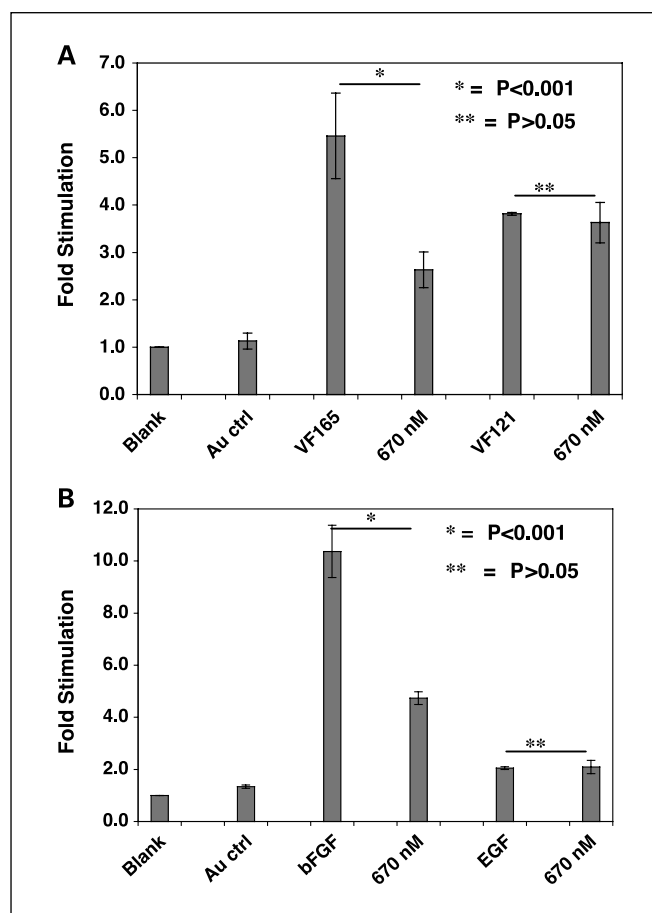 A
7.0
6.0
5.0
4.0
3.0
2.0
1.0
0.0
Fold Stimulation
*
* = P<0.001
** = P>0.05
**
Blank
Au ctrl
VF165
670 nM
VF121
670 nM
B
12.0
10.0
8.0
6.0
4.0
2.0
0.0
Fold Stimulation
*
* = P<0.001
** = P>0.05
**
Blank
Au ctrl
bFGF
670 nM
EGF
670 nM